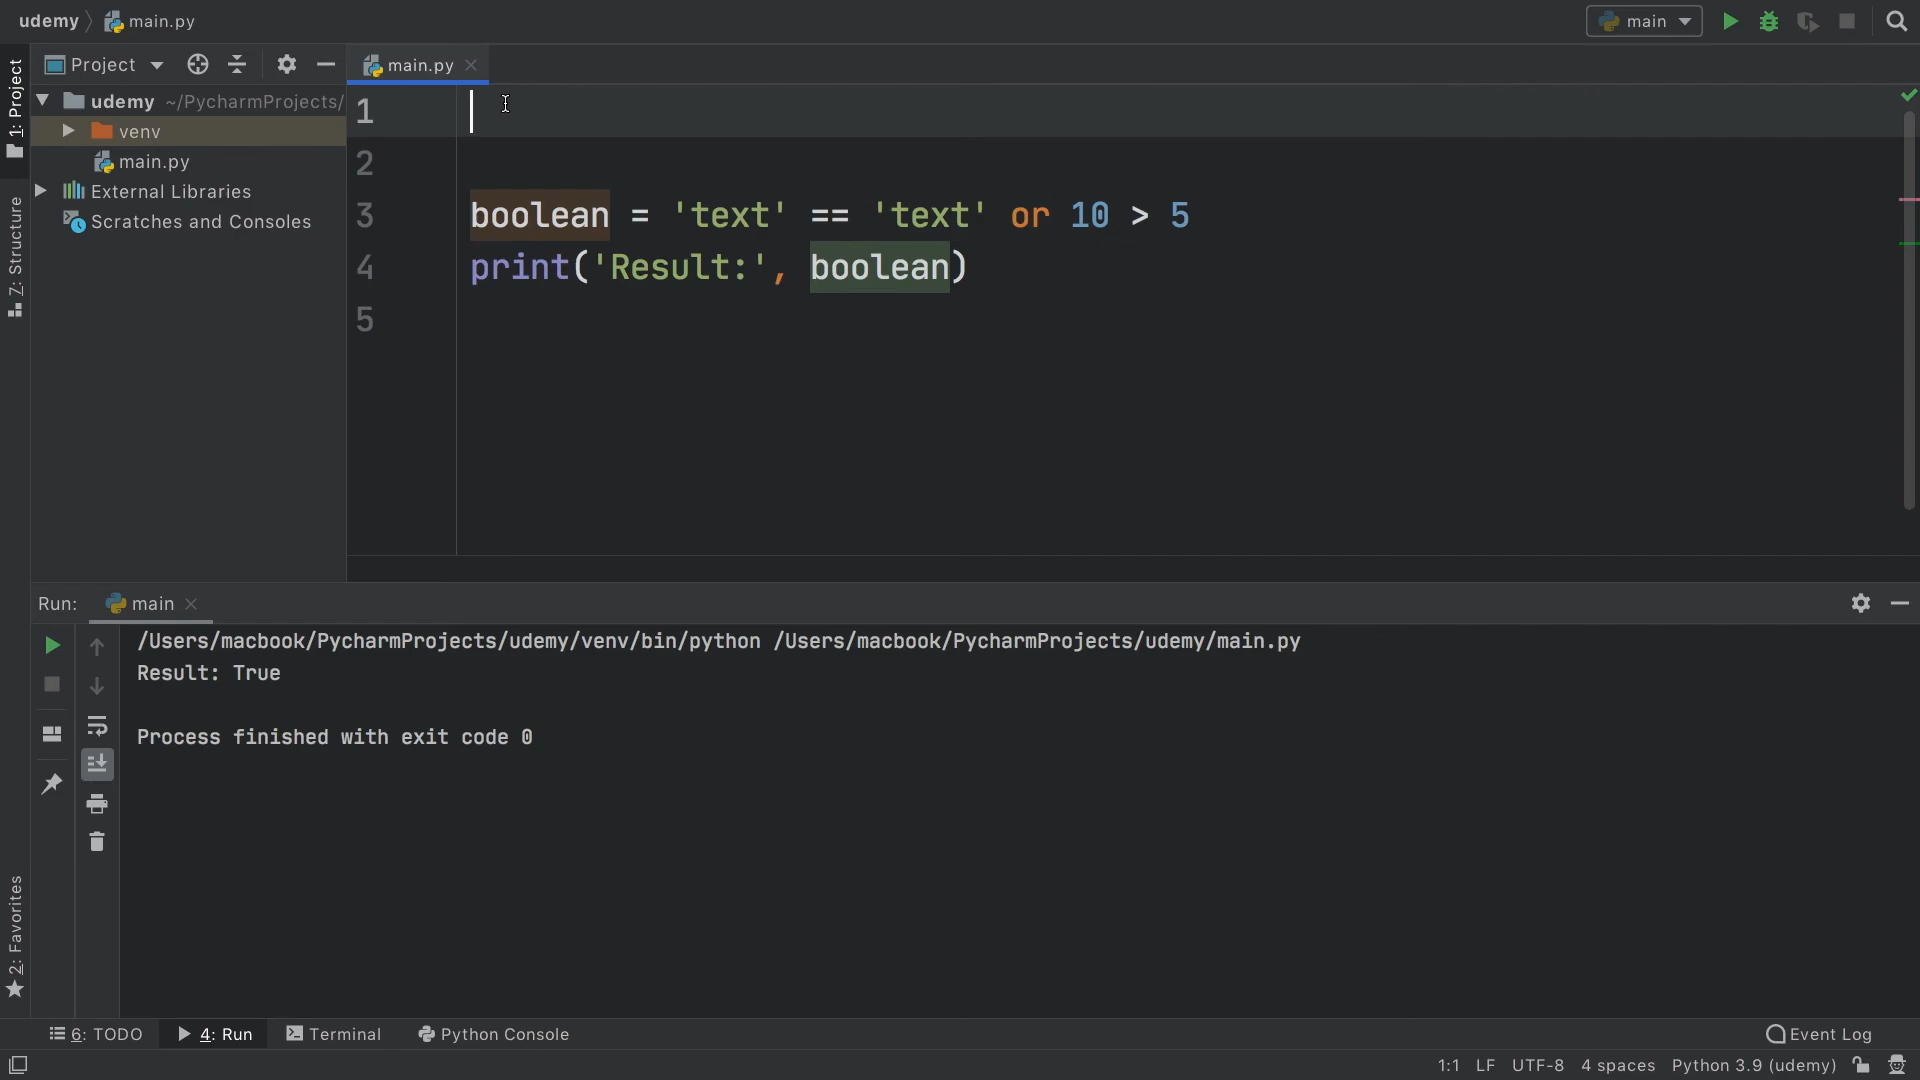 udemy main.py
main
Project
main.py
1: Project
udemy ~/PycharmProjects/
venv
main.py
External Libraries
Scratches and Consoles
Z: Structure
1
2
3 boolean = 'text' == 'text' or 10 > 5
4 print('Result:', boolean)
5
Run: main
/Users/macbook/PycharmProjects/udemy/venv/bin/python /Users/macbook/PycharmProjects/udemy/main.py
Result: True
Process finished with exit code 0
2: Favorites
6: TODO 4: Run Terminal Python Console Event Log
1:1 LF UTF-8 4 spaces Python 3.9 (udemy)